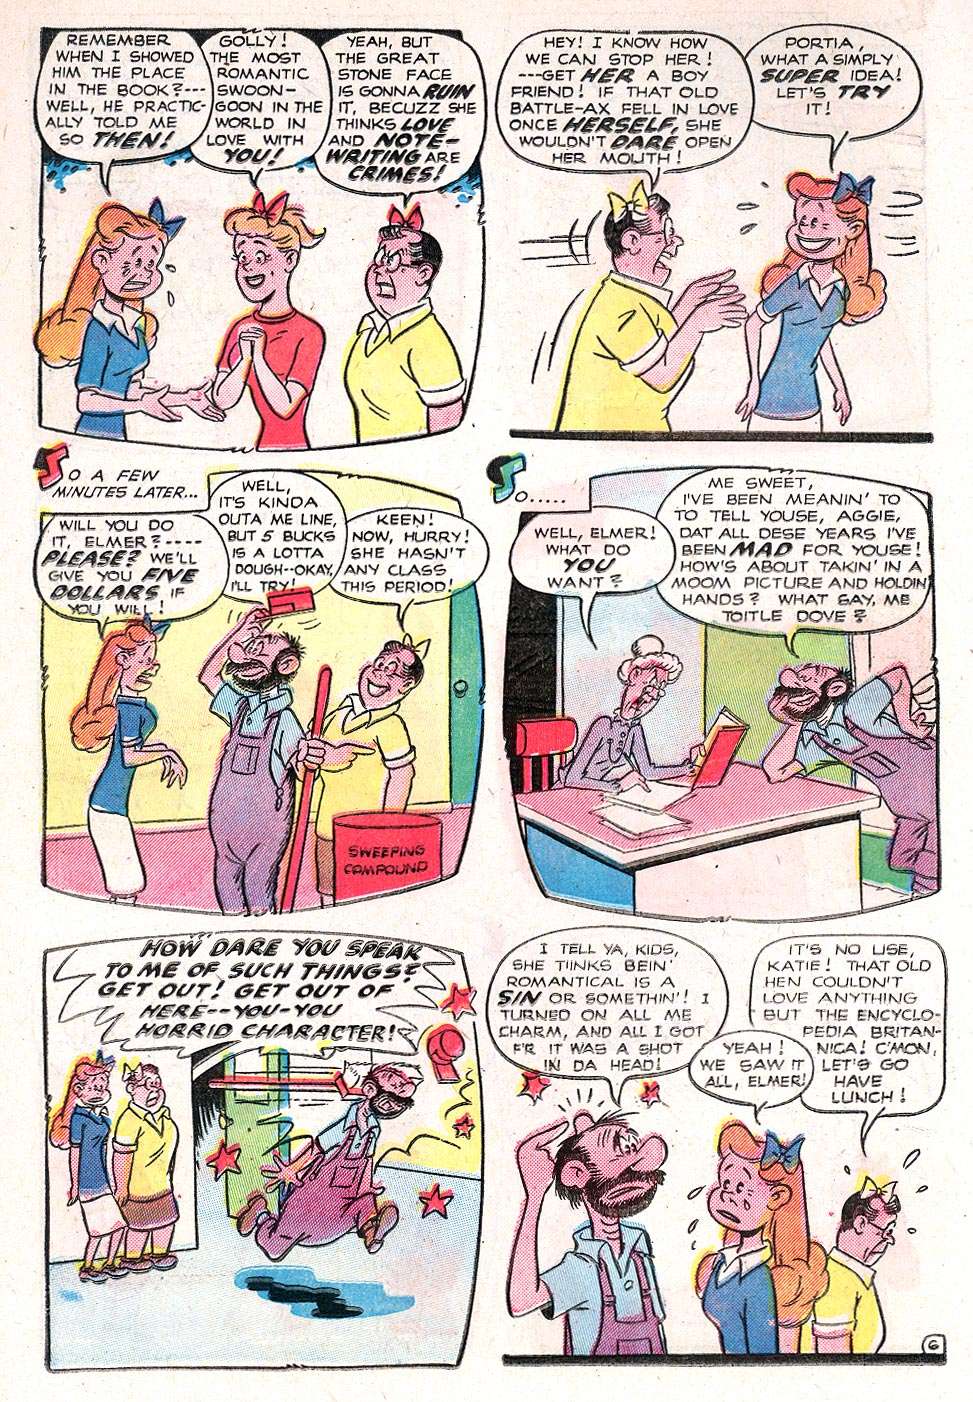 REMEMBER
WHEN I SHOWED
HIM THE PLACE
IN THE BOOK?---
WELL, HE PRACTIC-
ALLY TOLD ME
SO THEN!
GOLLY!
THE MOST
ROMANTIC
SWOON-
GOON IN THE
WORLD IN
LOVE WITH
YOU!
YEAH, BUT
THE GREAT
STONE FACE
IS GONNA RUIN
IT, BECUZZ SHE
THINKS LOVE
AND NOTE-
WRITING ARE
CRIMES!
HEY! I KNOW HOW
WE CAN STOP HER!
---GET HER A BOY
FRIEND! IF THAT OLD
BATTLE-AX FELL IN LOVE
ONCE HERSELF, SHE
WOULDN'T DARE OPEN
HER MOUTH!
PORTIA,
WHAT A SIMPLY
SUPER IDEA!
LET'S TRY
IT!
SO A FEW
MINUTES LATER...
WILL YOU DO
IT, ELMER?-----
PLEASE? WE'LL
GIVE YOU FIVE
DOLLARS IF
YOU WILL!
WELL,
IT'S KINDA
OUTA ME LINE,
BUT 5 BUCKS
IS A LOTTA
DOUGH--OKAY,
I'LL TRY!
KEEN!
NOW, HURRY!
SHE HASN'T
ANY CLASS
THIS PERIOD!
SWEEPING
COMPOUND
SO.....
WELL, ELMER!
WHAT DO
YOU
WANT?
ME SWEET,
I'VE BEEN MEANIN' TO
TO TELL YOUSE, AGGIE,
DAT ALL DESE YEARS I'VE
BEEN MAD FOR YOUSE!
HOW'S ABOUT TAKIN' IN A
MOOM PICTURE AND HOLDIN'
HANDS? WHAT SAY, ME
TOITLE DOVE?
HOW DARE YOU SPEAK
TO ME OF SUCH THINGS?
GET OUT! GET OUT OF
HERE--YOU-YOU
HORRID CHARACTER!
I TELL YA, KIDS,
SHE TINKS BEIN'
ROMANTICAL IS A
SIN OR SOMETHIN'! I
TURNED ON ALL ME
CHARM, AND ALL I GOT
F'R IT WAS A SHOT
IN DA HEAD!
YEAH!
WE SAW IT
ALL, ELMER!
IT'S NO USE,
KATIE! THAT OLD
HEN COULDN'T
LOVE ANYTHING
BUT THE ENCYCLO-
PEDIA BRITAN-
NICA! C'MON,
LET'S GO
HAVE
LUNCH!
6